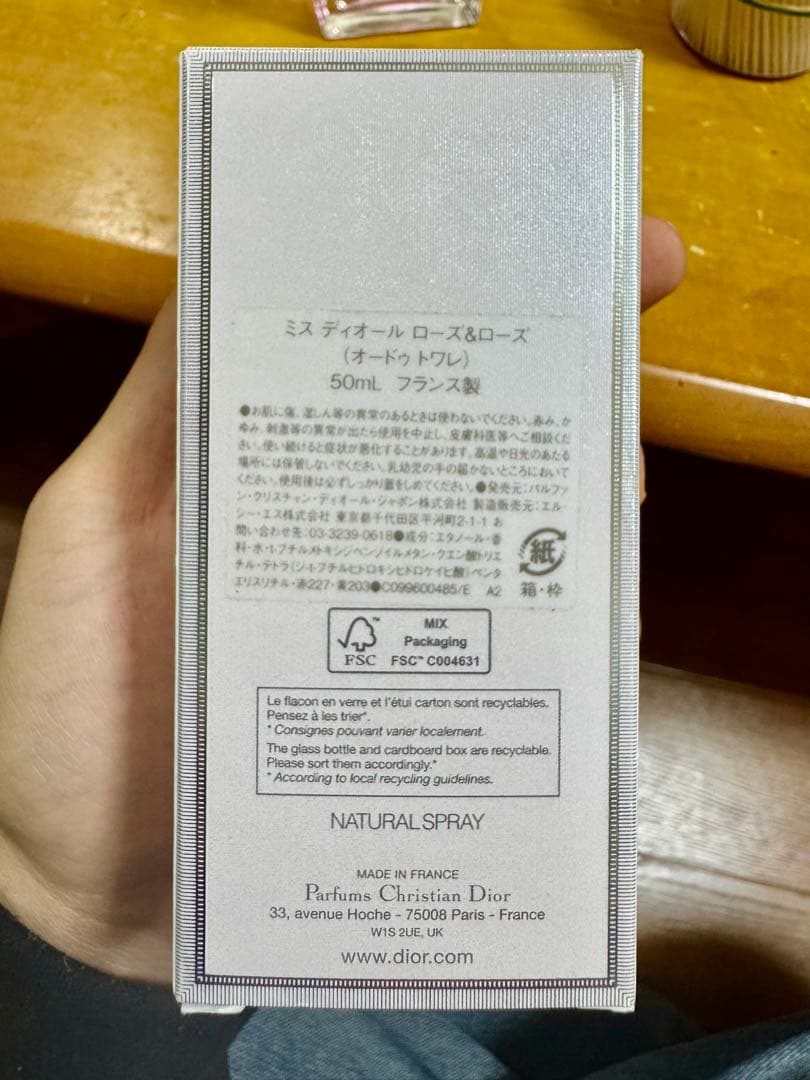 ミス ディオール ローズ&ローズ
（オードゥ トワレ）
50mL フランス製
●お肌に傷、湿しん等の異常のあるときは使わないでください。赤み、か
ゆみ、刺激等の異常が出たら使用を中止し、皮膚科医等へご相談くだ
さい。使い続けると症状が悪化することがあります。高温や日光のあたる
場所には保管しないでください。乳幼児の手の届かないところにおいて
ください。使用後は必ずしっかり蓋をしめてください。●発売元：パルファ
ン・クリスチャン・ディオール・ジャポン株式会社 製造販売元：エル・
シー・エス株式会社 東京都千代田区平河町2-1-1 お
問い合わせ先：03-3239-0618●成分：エタノール・香
料・水・t-ブチルメトキシジベンゾイルメタン・クエン酸トリエ
チル・テトラ(ジ-t-ブチルヒドロキシヒドロケイヒ酸)ペンタ
エリスリチル・赤227・黄203●C099600485/E A2
紙
箱・枠
FSC™
MIX
Packaging
FSC™ C004631
Le flacon en verre et l'étui carton sont recyclables.
Pensez à les trier*.
* Consignes pouvant varier localement.
The glass bottle and cardboard box are recyclable.
Please sort them accordingly.*
* According to local recycling guidelines.
NATURAL SPRAY
MADE IN FRANCE
Parfums Christian Dior
33, avenue Hoche - 75008 Paris - France
W1S 2UE, UK
www.dior.com